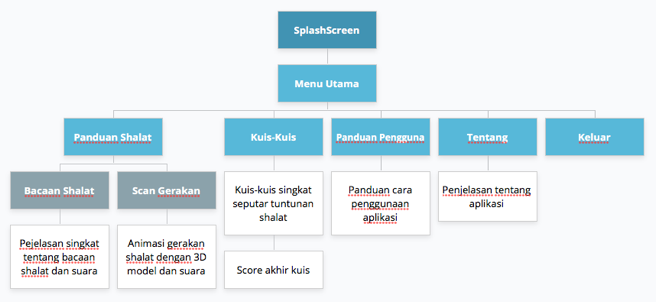 SplashScreen
Menu Utama
Panduan Shalat
Kuis-Kuis
Panduan Pengguna
Tentang
Keluar
Bacaan Shalat
Scan Gerakan
Kuis-kuis singkat
seputar tuntunan
shalat
Panduan cara
penggunaan
aplikasi
Penjelasan tentang
aplikasi
Pejelasan singkat
tentang bacaan
shalat dan suara
Animasi gerakan
shalat dengan 3D
model dan suara
Score akhir kuis